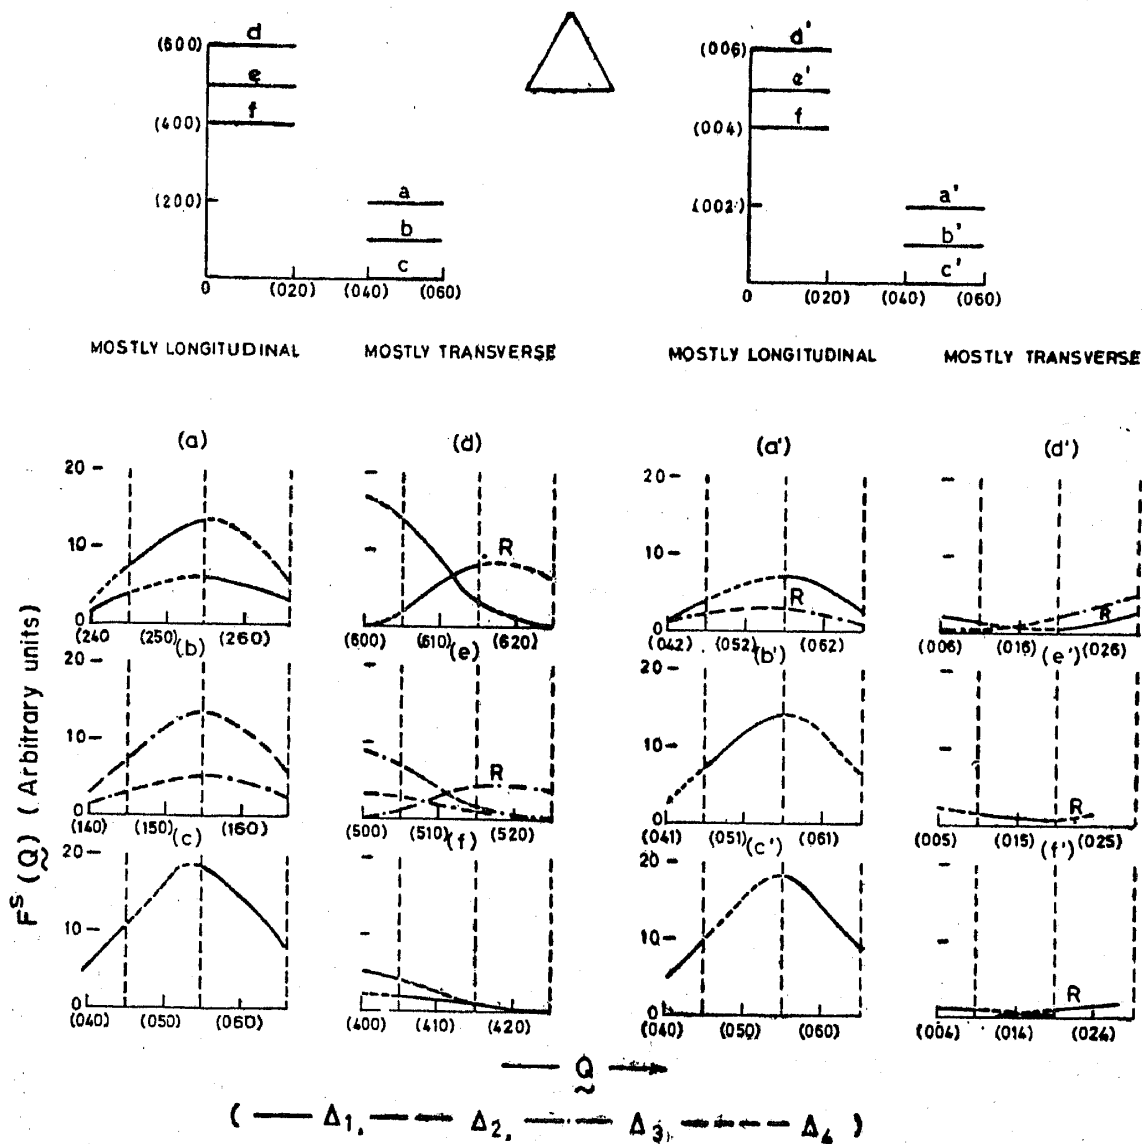 (600) d
e
(400) f
(200) a
b
c
0 (020) (040) (060)
(006) d'
e'
(004) f
(002) a'
b'
c'
0 (020) (040) (060)
MOSTLY LONGITUDINAL MOSTLY TRANSVERSE MOSTLY LONGITUDINAL MOSTLY TRANSVERSE
(a) (d) (a') (d')
20
10
0
R
20
10
0
R
R
(240 (250) (260) (600) (610) (620) (042) (052) (062) (006) (016) (026)
(b) (e) (b') (e')
20
10
0
R
20
10
0
R
(140) (150) (160) (500) (510) (520) (041) (051) (061) (005) (015) (025)
(c) (f) (c') (f')
20
10
0
20
10
0
R
(040) (050) (060) (400) (410) (420) (040) (050) (060) (004) (014) (024)
F^S (Q) (Arbitrary units)
Q
( Δ1, Δ2, Δ3, Δ4 )